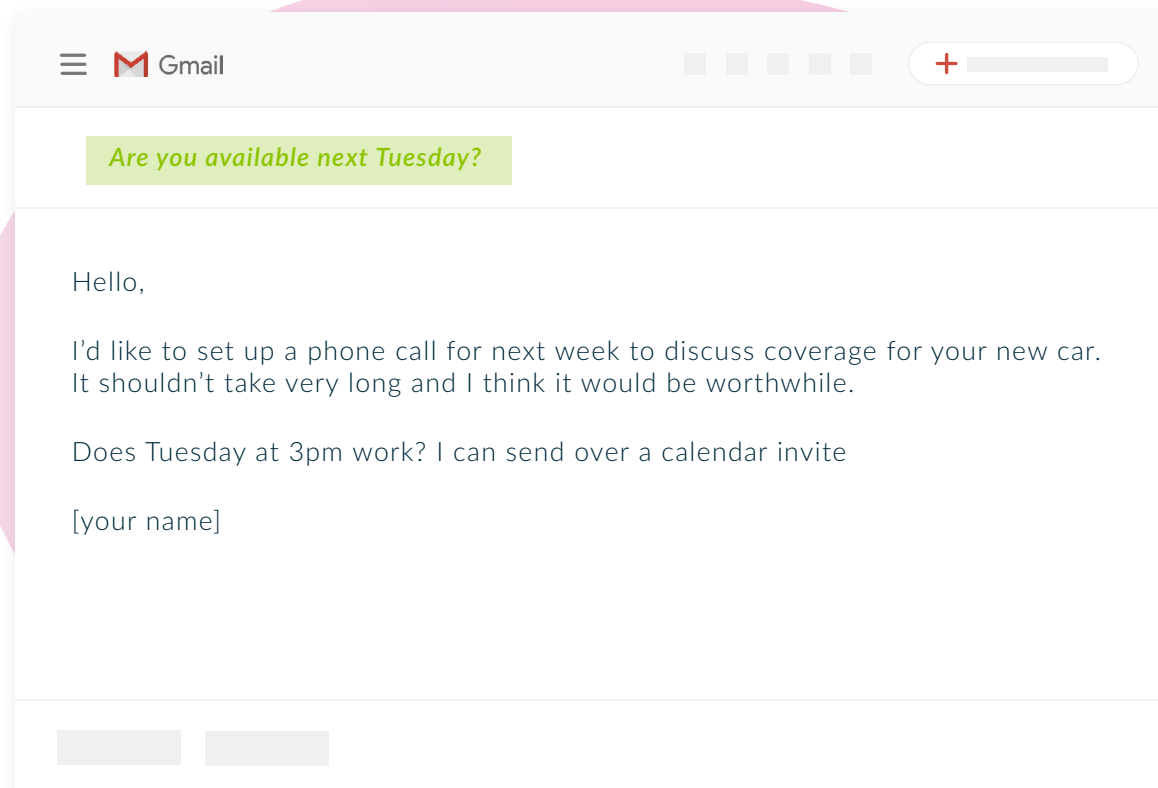 Gmail
Are you available next Tuesday?
Hello,
I’d like to set up a phone call for next week to discuss coverage for your new car.
It shouldn’t take very long and I think it would be worthwhile.
Does Tuesday at 3pm work? I can send over a calendar invite
[your name]